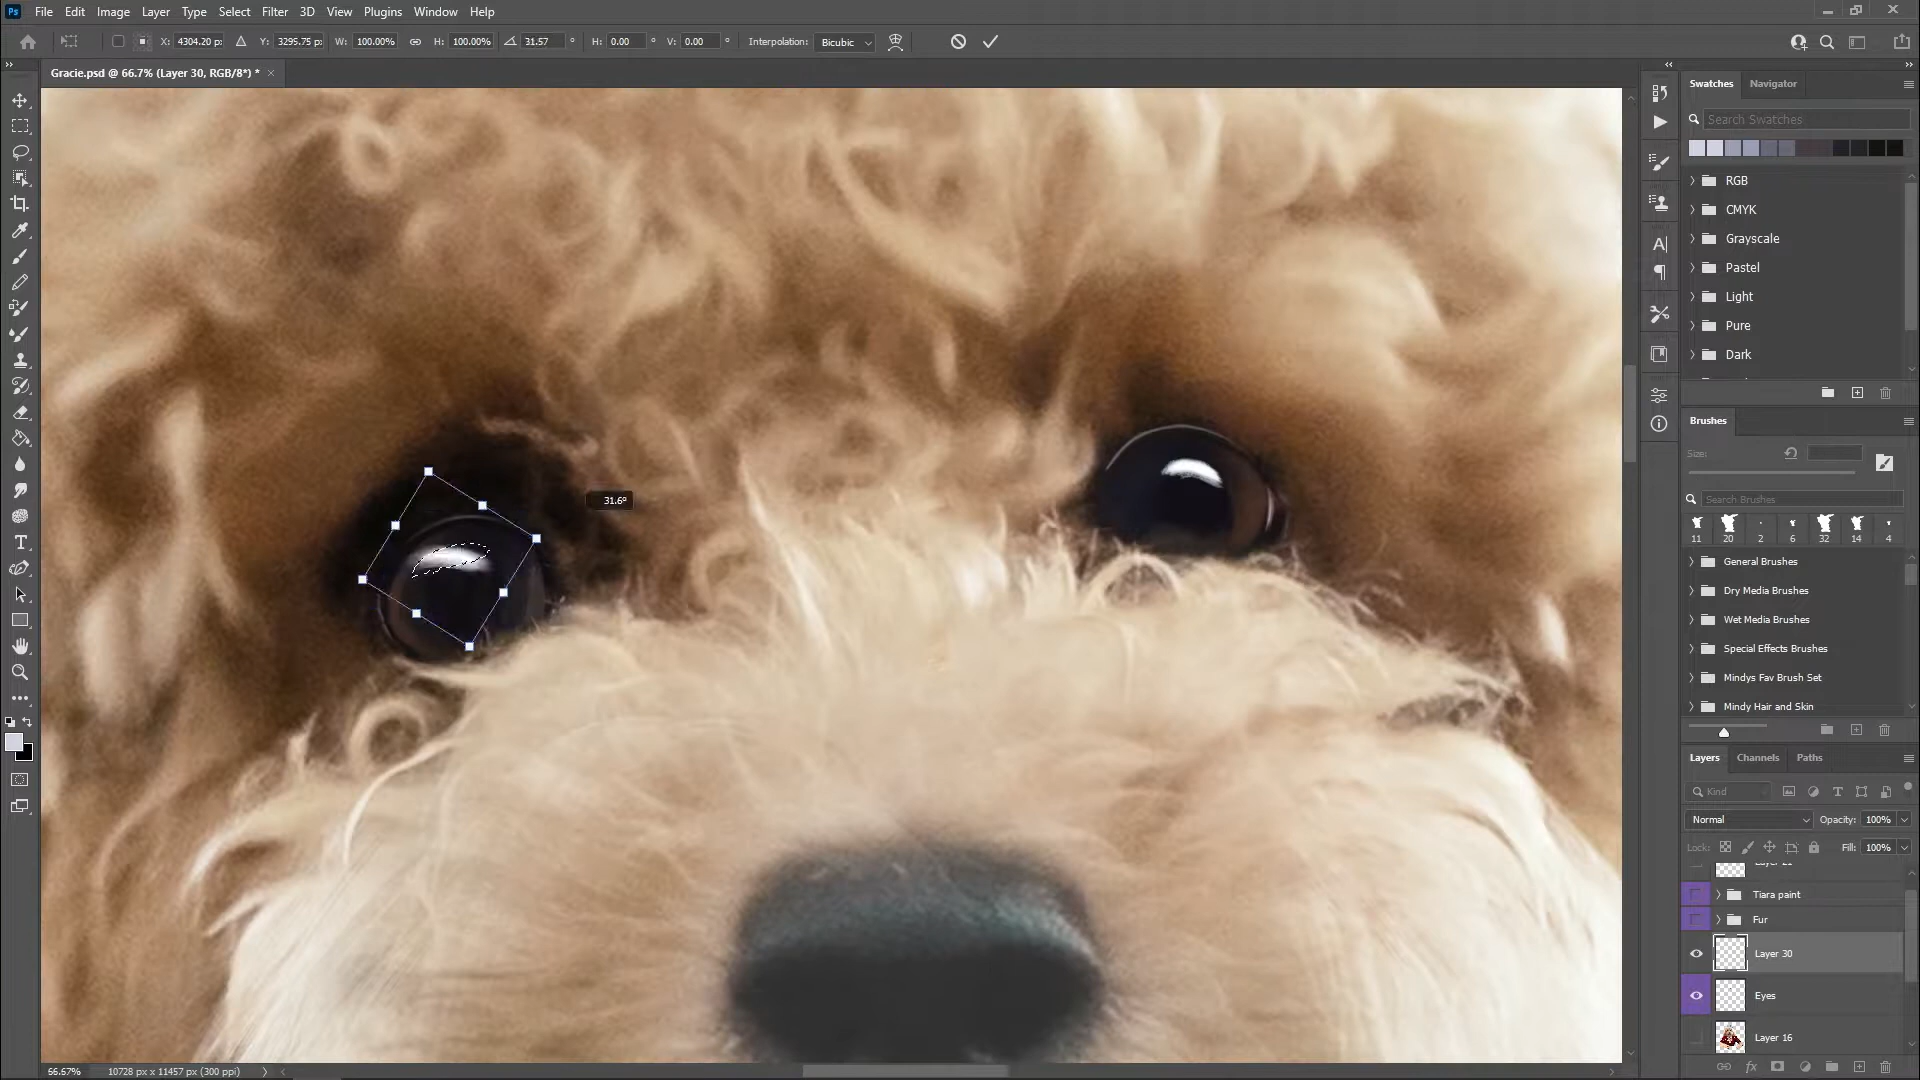 Ps File Edit Image Layer Type Select Filter 3D View Plugins Window Help
X: 4304.20 p: Y: 3295.75 p: W: 100.00% H: 100.00% 31.57 ° H: 0.00 ° V: 0.00 ° Interpolation: Bicubic
Gracie.psd @ 66.7% (Layer 30, RGB/8*) * ×
Swatches Navigator
Search Swatches
RGB
CMYK
Grayscale
Pastel
Light
Pure
Dark
Brushes
Size:
Search Brushes
11 20 2 6 32 14 4
General Brushes
Dry Media Brushes
Wet Media Brushes
Special Effects Brushes
Mindys Fav Brush Set
Mindy Hair and Skin
31.6°
Layers Channels Paths
Kind
Normal Opacity: 100%
Lock: Fill: 100%
Tiara paint
Fur
Layer 30
Eyes
Layer 16
fx
66.67% 10728 px x 11457 px (300 ppi)